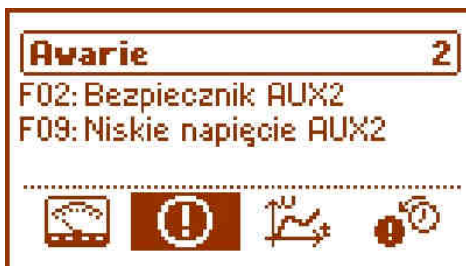 Awarie 2
F02: Bezpiecznik AUX2
F09: Niskie napięcie AUX2
U
t